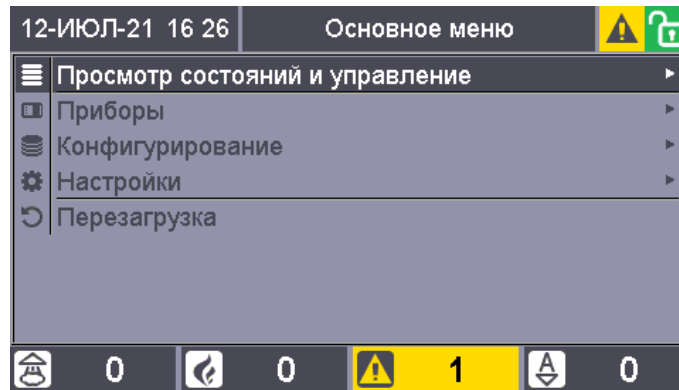 12-ИЮЛ-21 16 26 Основное меню
Просмотр состояний и управление
Приборы
Конфигурирование
Настройки
Перезагрузка
0 0 1 A 0